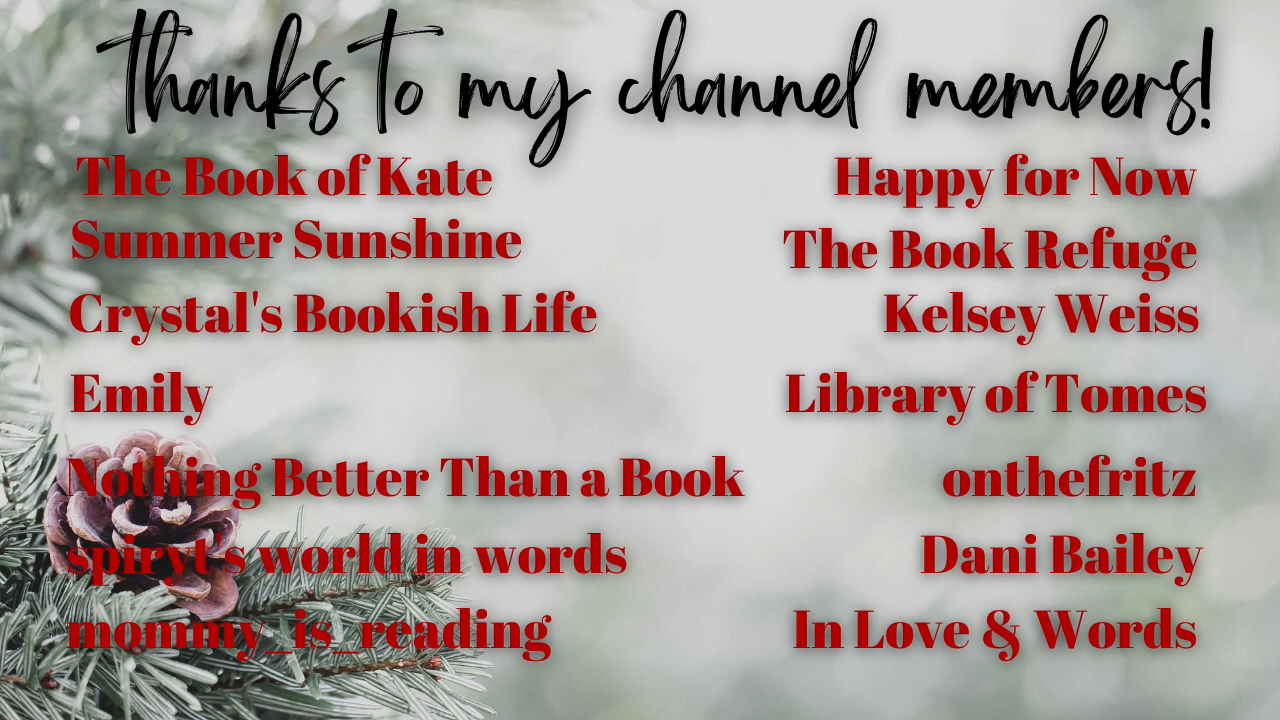 thanks to my channel members!
The Book of Kate
Summer Sunshine
Crystal's Bookish Life
Emily
Nothing Better Than a Book
spiryt's world in words
mommy_is_reading
Happy for Now
The Book Refuge
Kelsey Weiss
Library of Tomes
onthefritz
Dani Bailey
In Love & Words